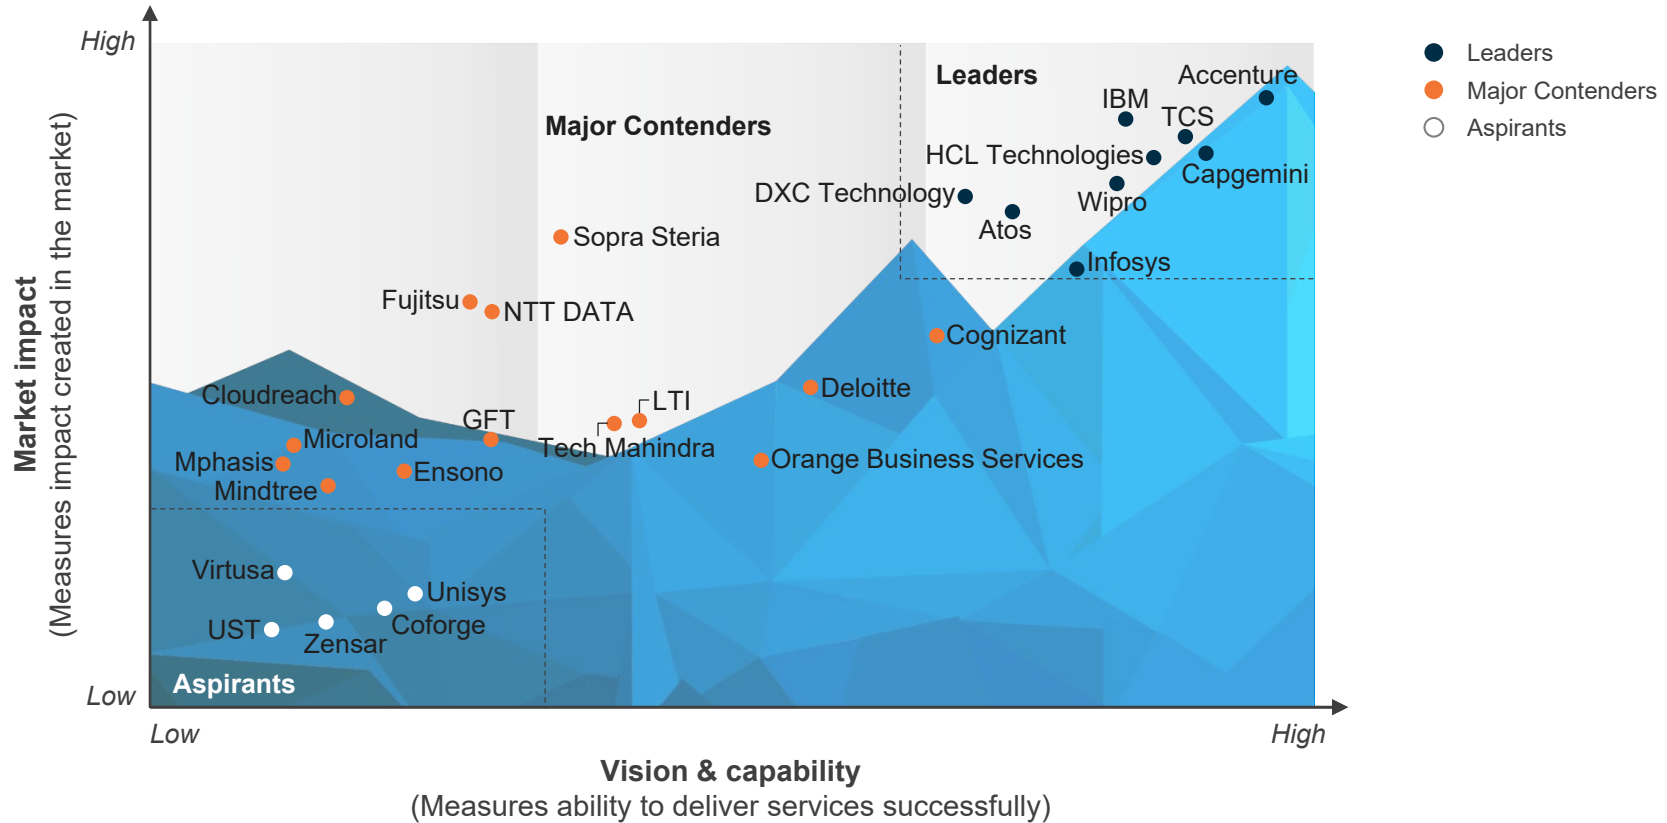 High
Leaders
Major Contenders
Aspirants
Leaders
Accenture
IBM
TCS
Major Contenders
HCL Technologies
Capgemini
DXC Technology
Wipro
Atos
Sopra Steria
Infosys
Fujitsu
NTT DATA
Cognizant
Cloudreach
Deloitte
LTI
GFT
Microland
Tech Mahindra
Mphasis
Ensono
Orange Business Services
Mindtree
Virtusa
Unisys
UST
Coforge
Zensar
Aspirants
Market impact
(Measures impact created in the market)
Low
Low
High
Vision & capability
(Measures ability to deliver services successfully)